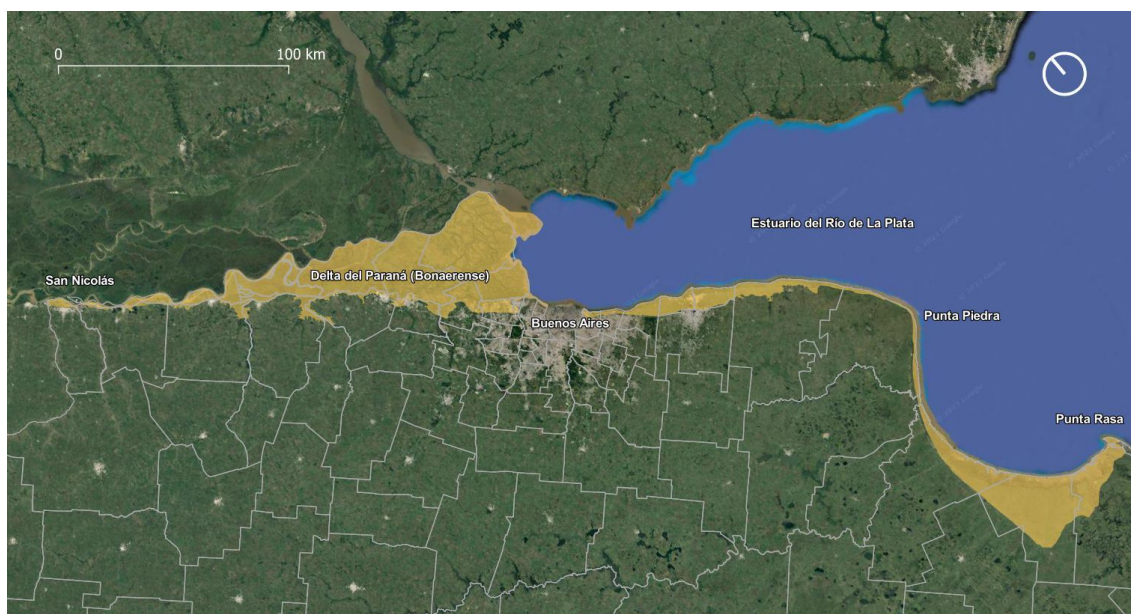 0 100 km
Estuario del Río de La Plata
San Nicolás
Delta del Paraná (Bonaerense)
Punta Piedra
Buenos Aires
Punta Rasa